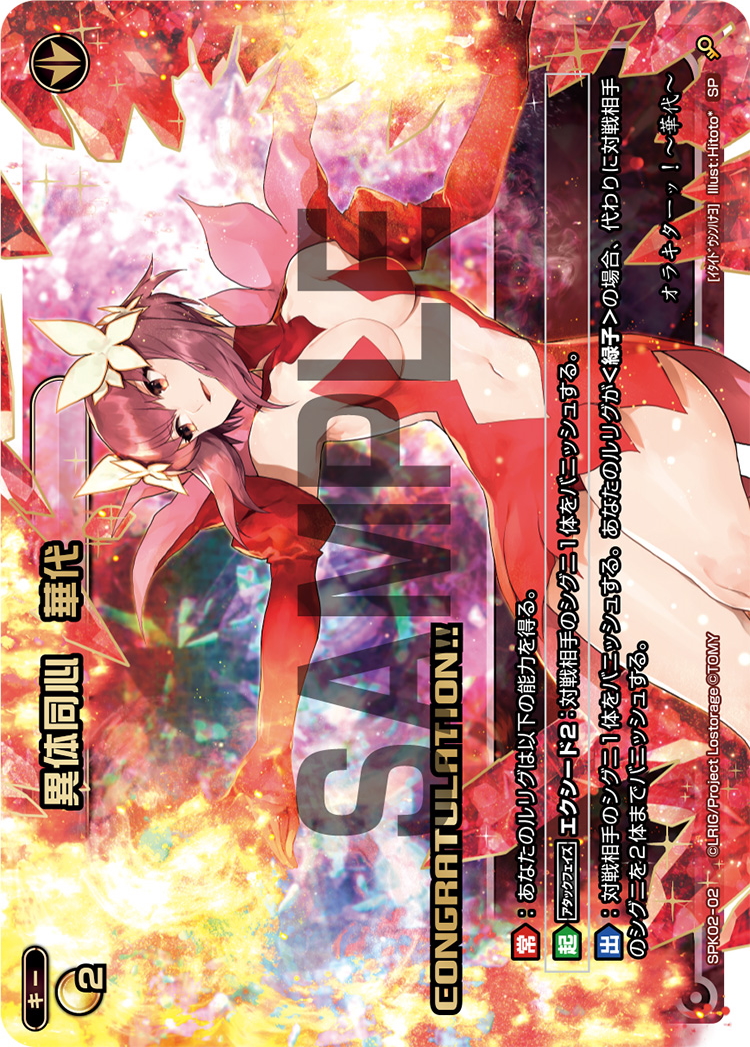 キー
2
異体同心 華代
SAMPLE
CONGRATULATION!!
常：あなたのルリグは以下の能力を得る。
起 アタックフェイズ エクシード2：対戦相手のシグニ1体をバニッシュする。
出：対戦相手のシグニ1体をバニッシュする。あなたのルリグが＜緑子＞の場合、代わりに対戦相手
のシグニを2体までバニッシュする。
オラキターッ！～華代～
[イタイドウシンハナヨ] Illust:Hitoto* SP
SPK02-02 ©LRIG/Project Lostorage ©TOMY